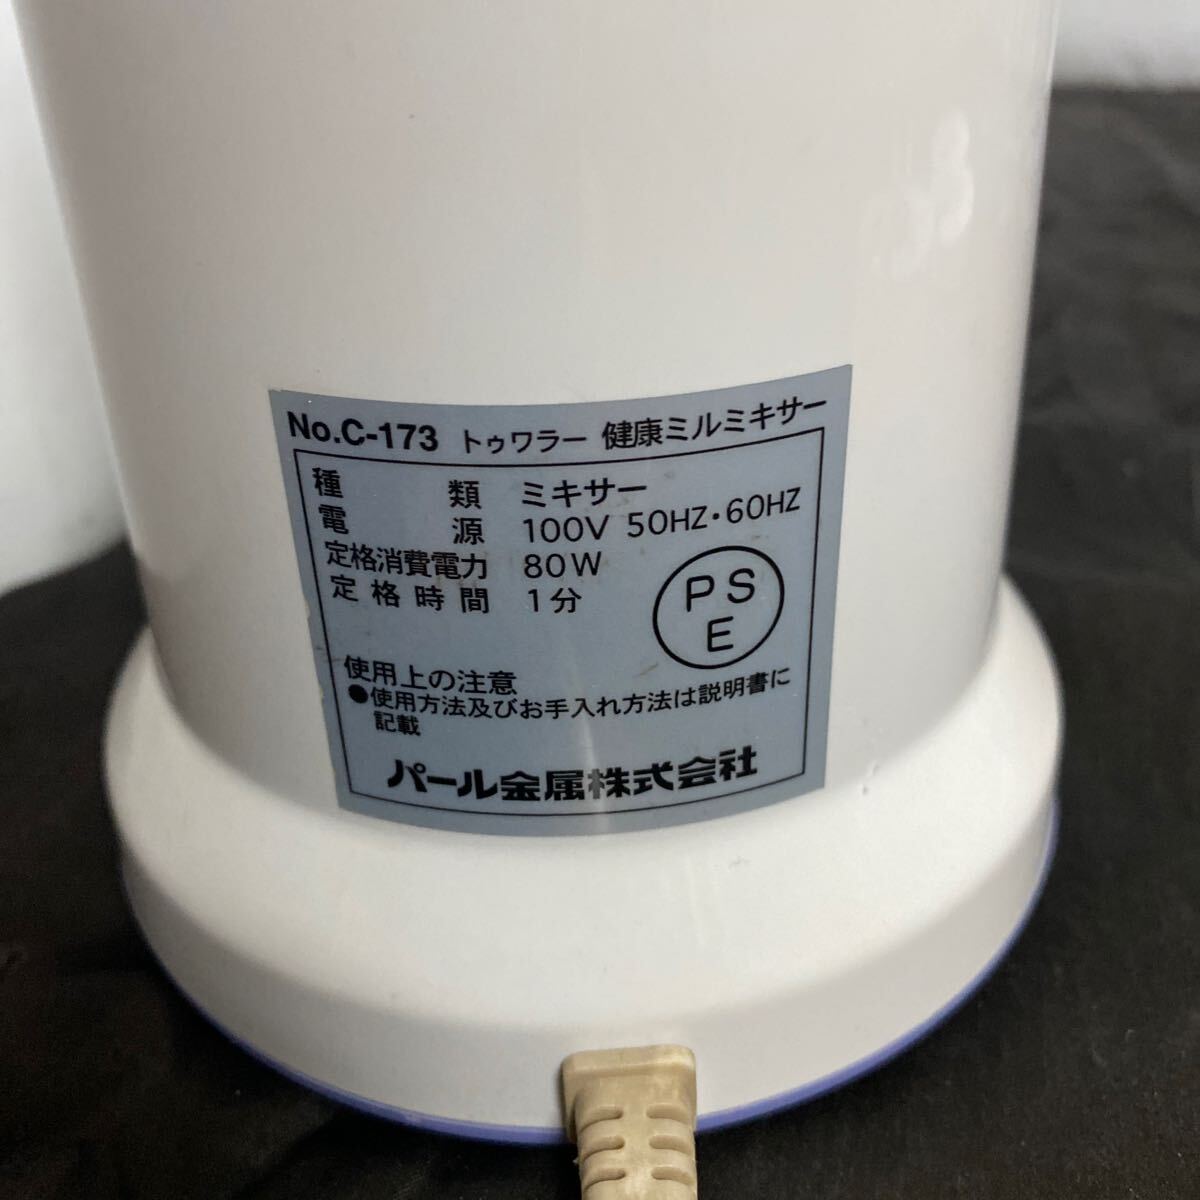 No.C-173 トゥワラー 健康ミルミキサー
種類 ミキサー
電源 100V 50HZ・60HZ
定格消費電力 80W
定格時間 1分
PSE
使用上の注意
●使用方法及びお手入れ方法は説明書に
記載
パール金属株式会社